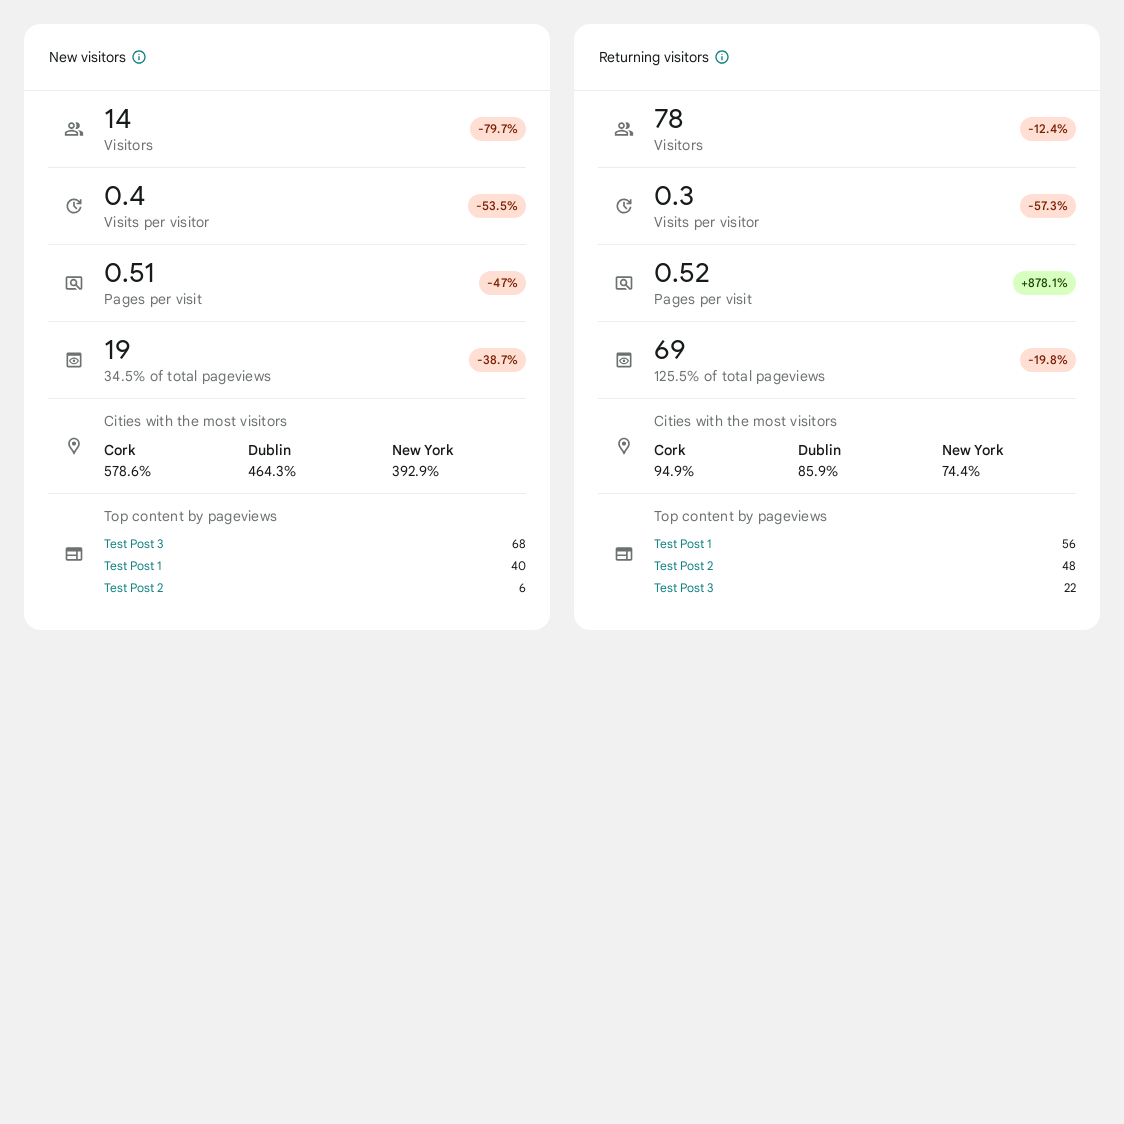 New visitors
14
Visitors
-79.7%
0.4
Visits per visitor
-53.5%
0.51
Pages per visit
-47%
19
34.5% of total pageviews
-38.7%
Cities with the most visitors
Cork Dublin New York
578.6% 464.3% 392.9%
Top content by pageviews
Test Post 3 68
Test Post 1 40
Test Post 2 6
Returning visitors
78
Visitors
-12.4%
0.3
Visits per visitor
-57.3%
0.52
Pages per visit
+878.1%
69
125.5% of total pageviews
-19.8%
Cities with the most visitors
Cork Dublin New York
94.9% 85.9% 74.4%
Top content by pageviews
Test Post 1 56
Test Post 2 48
Test Post 3 22